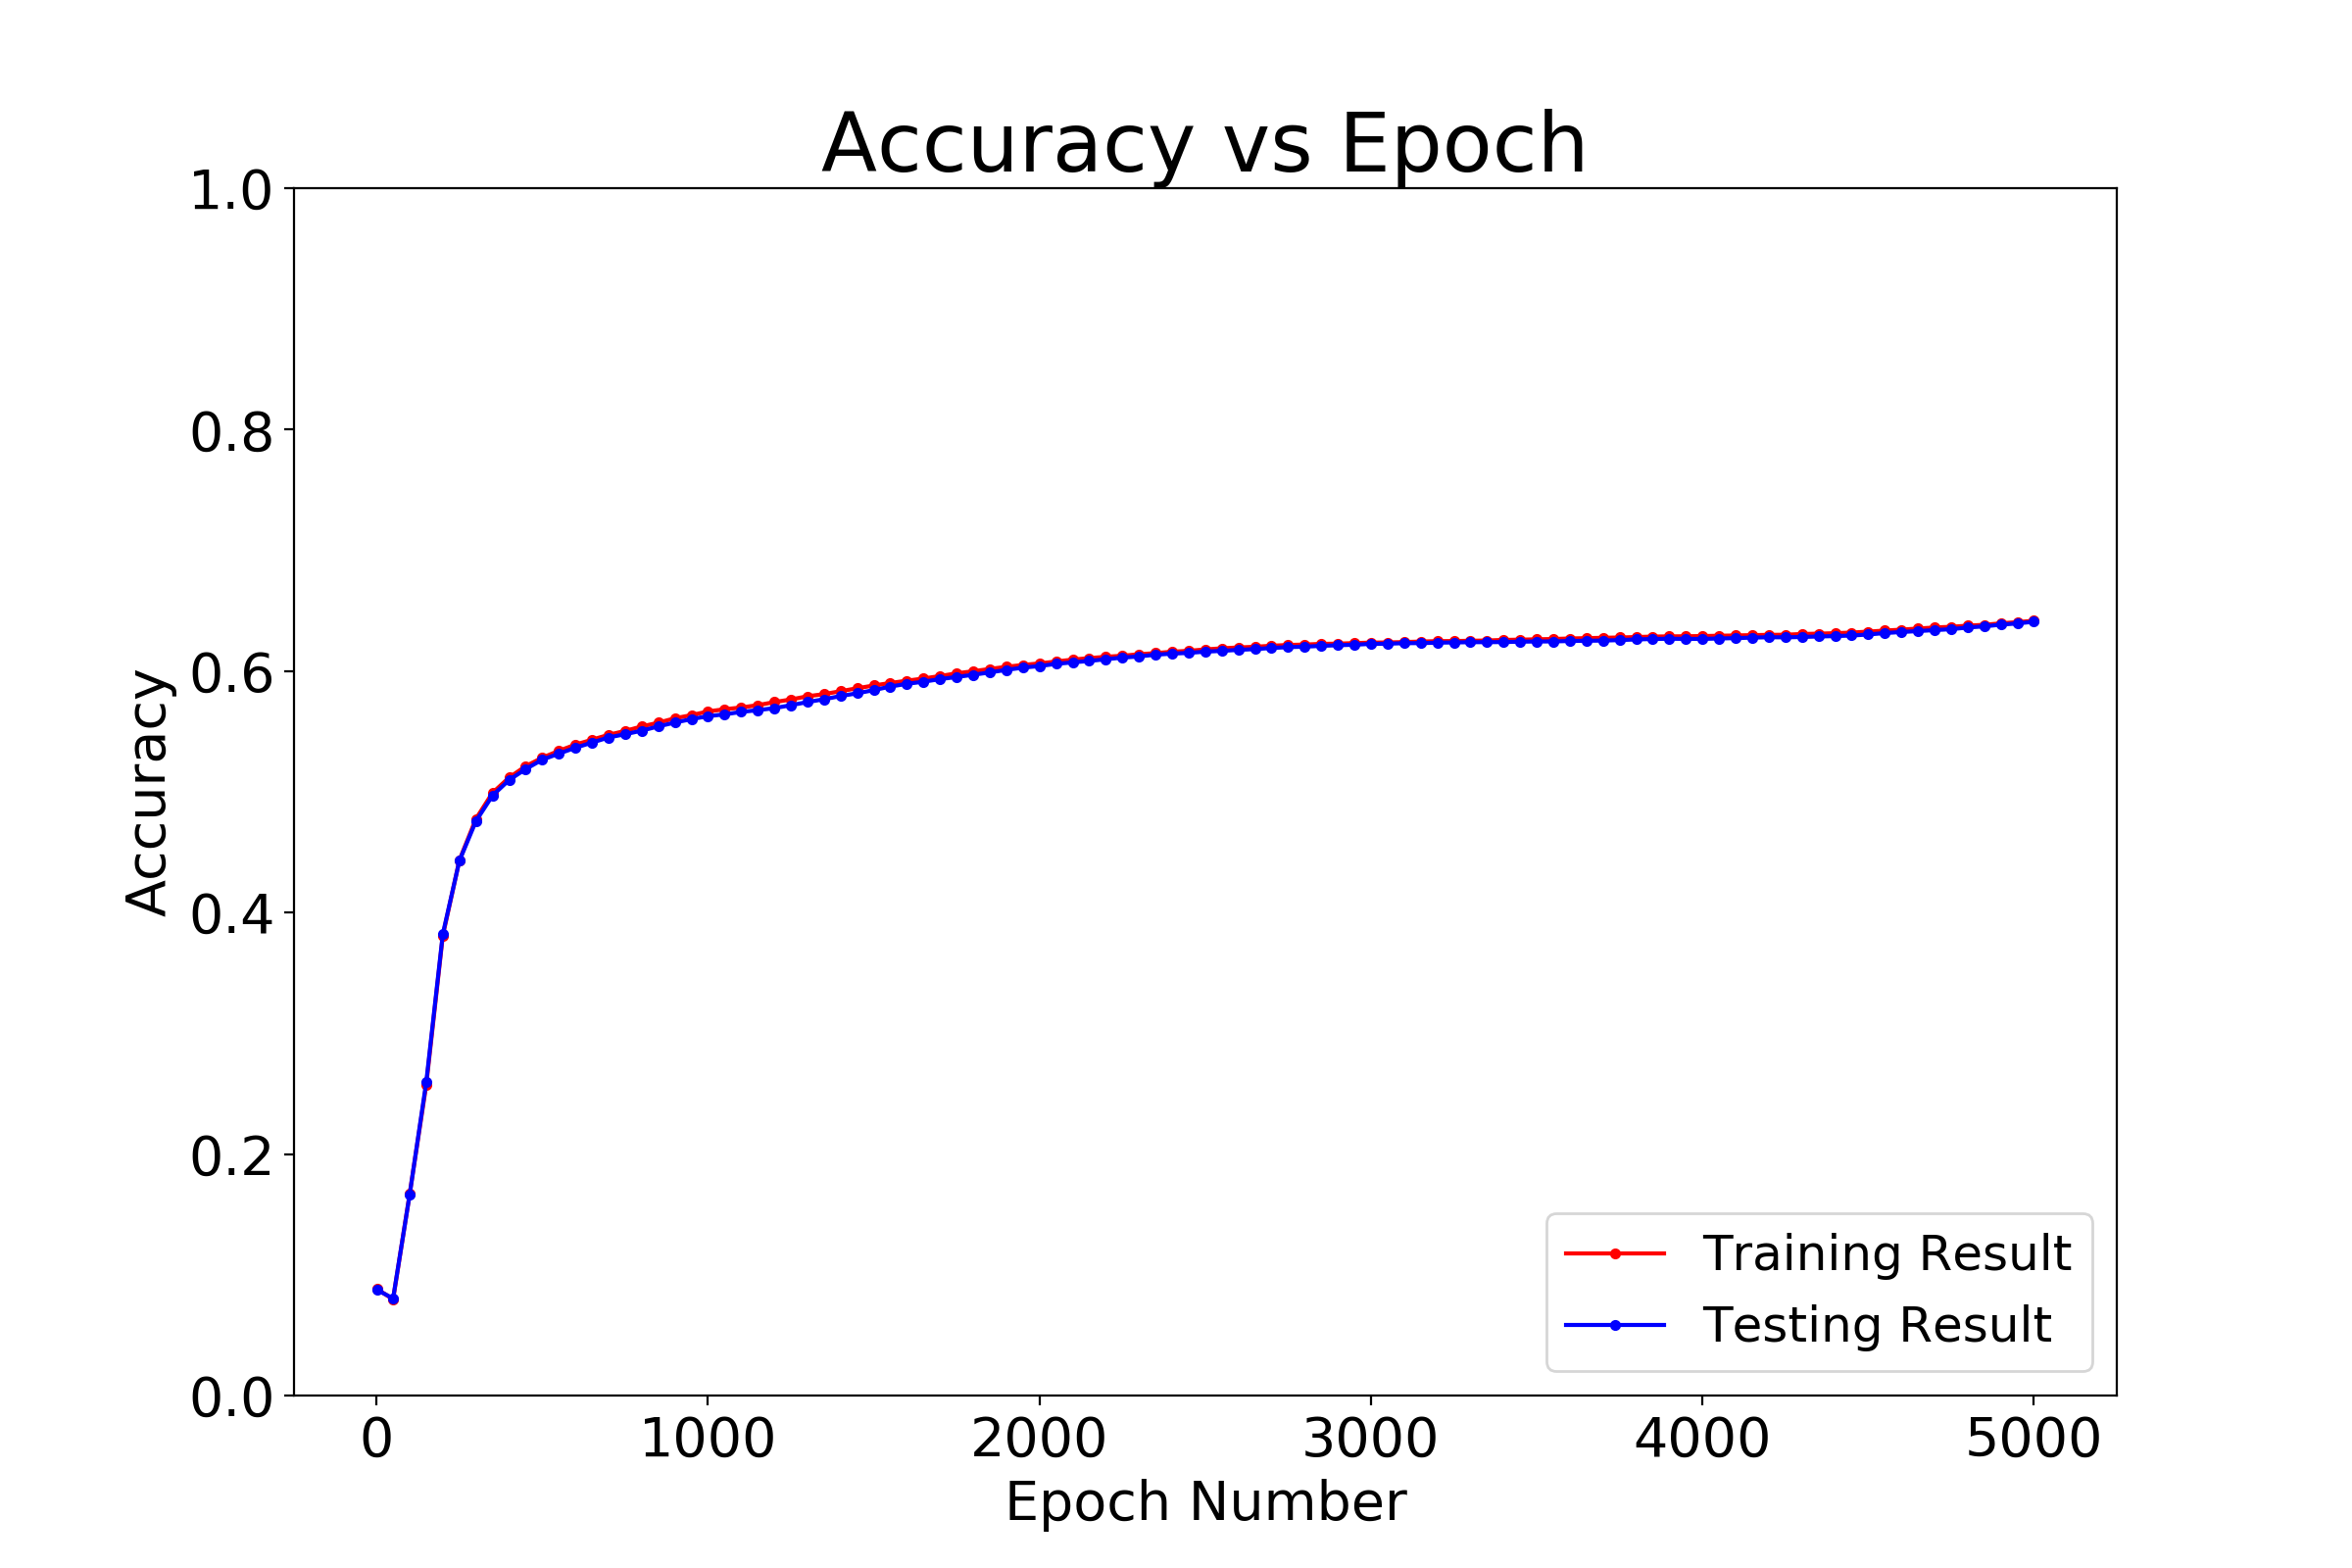 Accuracy vs Epoch
1.0
0.8
0.6
0.4
0.2
0.0
Accuracy
0 1000 2000 3000 4000 5000
Epoch Number
Training Result
Testing Result